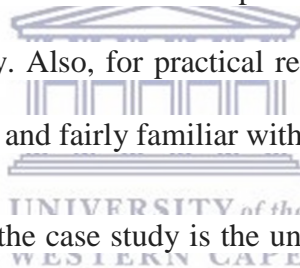 y. Also, for practical re
and fairly familiar with
UNIVERSITY of the
the case study is the un
WESTERN CAPE